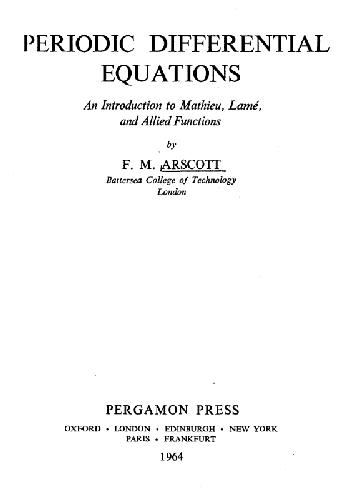 PERIODIC DIFFERENTIAL
EQUATIONS
An Introduction to Mathieu, Lamé,
and Allied Functions
by
F. M. ARSCOTT
Battersea College of Technology
London
PERGAMON PRESS
OXFORD • LONDON • EDINBURGH • NEW YORK
PARIS • FRANKFURT
1964